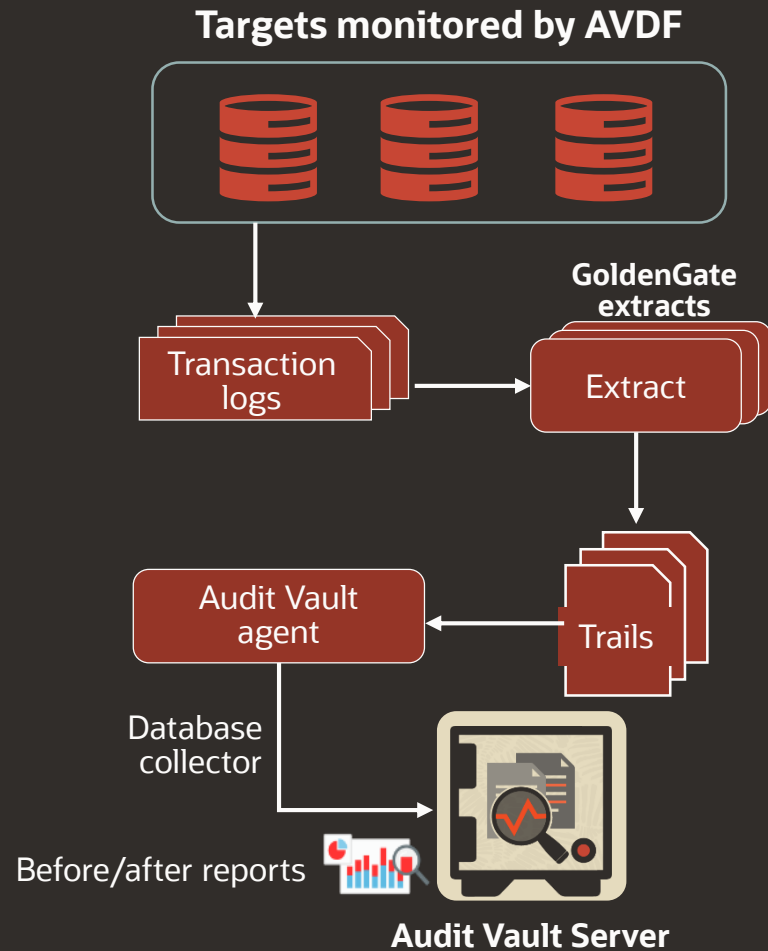 Targets monitored by AVDF
GoldenGate
extracts
Transaction
logs
Extract
Audit Vault
agent
Trails
Database
collector
Before/after reports
Audit Vault Server